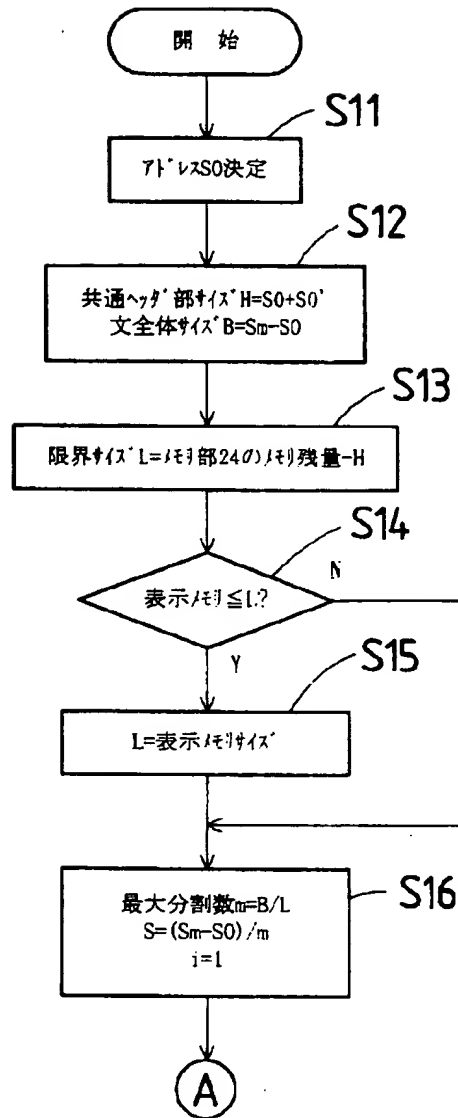 開 始
S11
アドレスS0決定
S12
共通ヘッダ部サイズH=S0+S0'
文全体サイズB=Sm-S0
S13
限界サイズL=メモリ部24のメモリ残量-H
S14
表示メモリ≦L?
N
Y
S15
L=表示メモリサイズ
S16
最大分割数m=B/L
S=(Sm-S0)/m
i=1
A